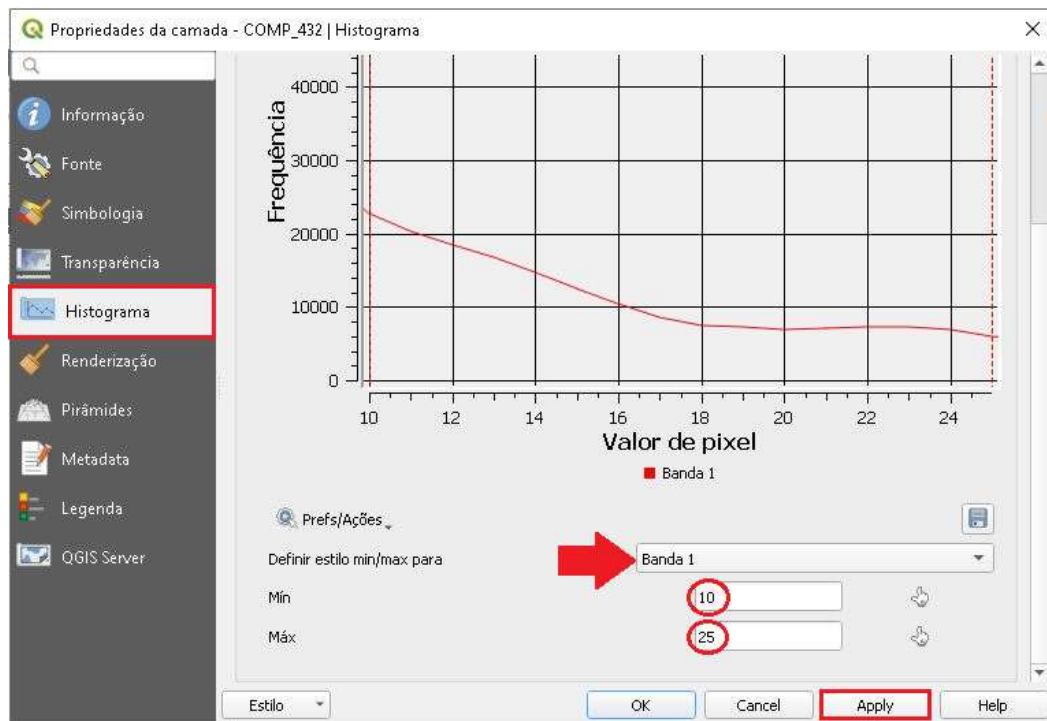 Propriedades da camada - COMP_432 | Histograma
Informação
Fonte
Simbologia
Transparência
Histograma
Renderização
Pirâmides
Metadata
Legenda
QGIS Server
Frequência
40000
30000
20000
10000
0
10 12 14 16 18 20 22 24
Valor de pixel
Banda 1
Prefs/Ações
Definir estilo min/max para Banda 1
Mín 10
Máx 25
Estilo OK Cancel Apply Help